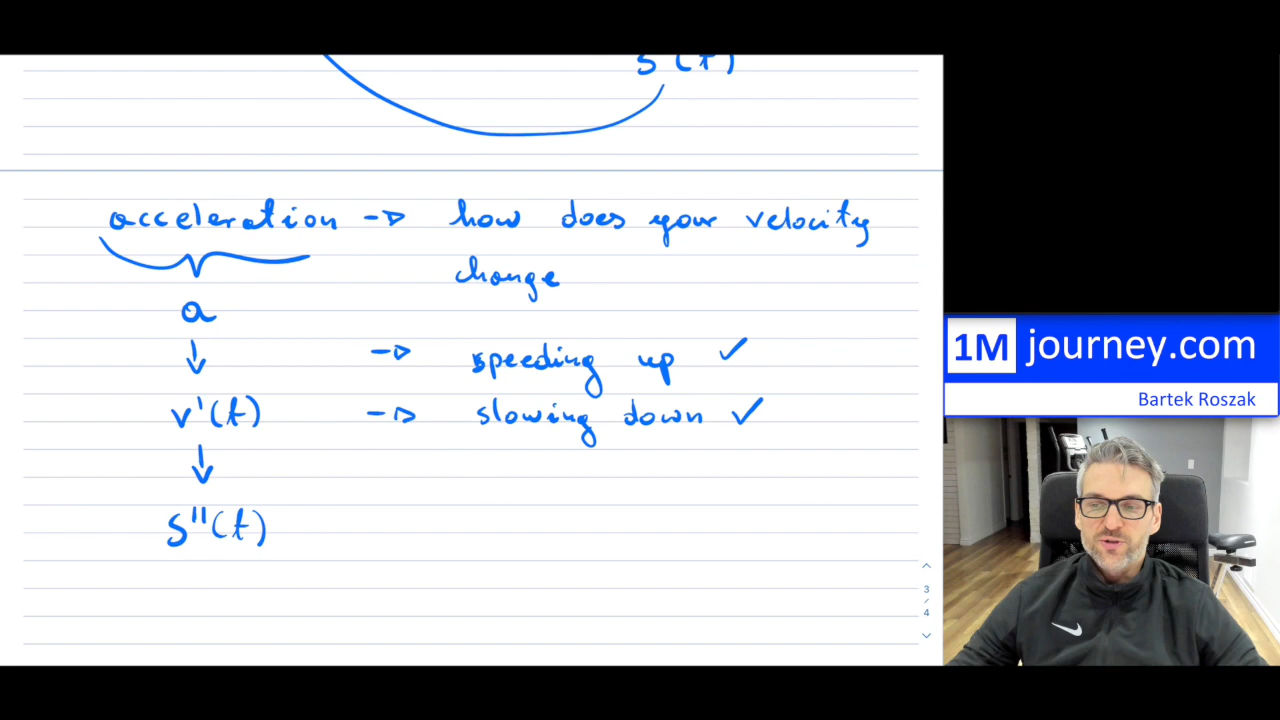 s(t)
acceleration → how does your velocity
change
a
↓
→ speeding up ✓
v'(t) → slowing down ✓
↓
s''(t)
1M journey.com
Bartek Roszak
3
/
4